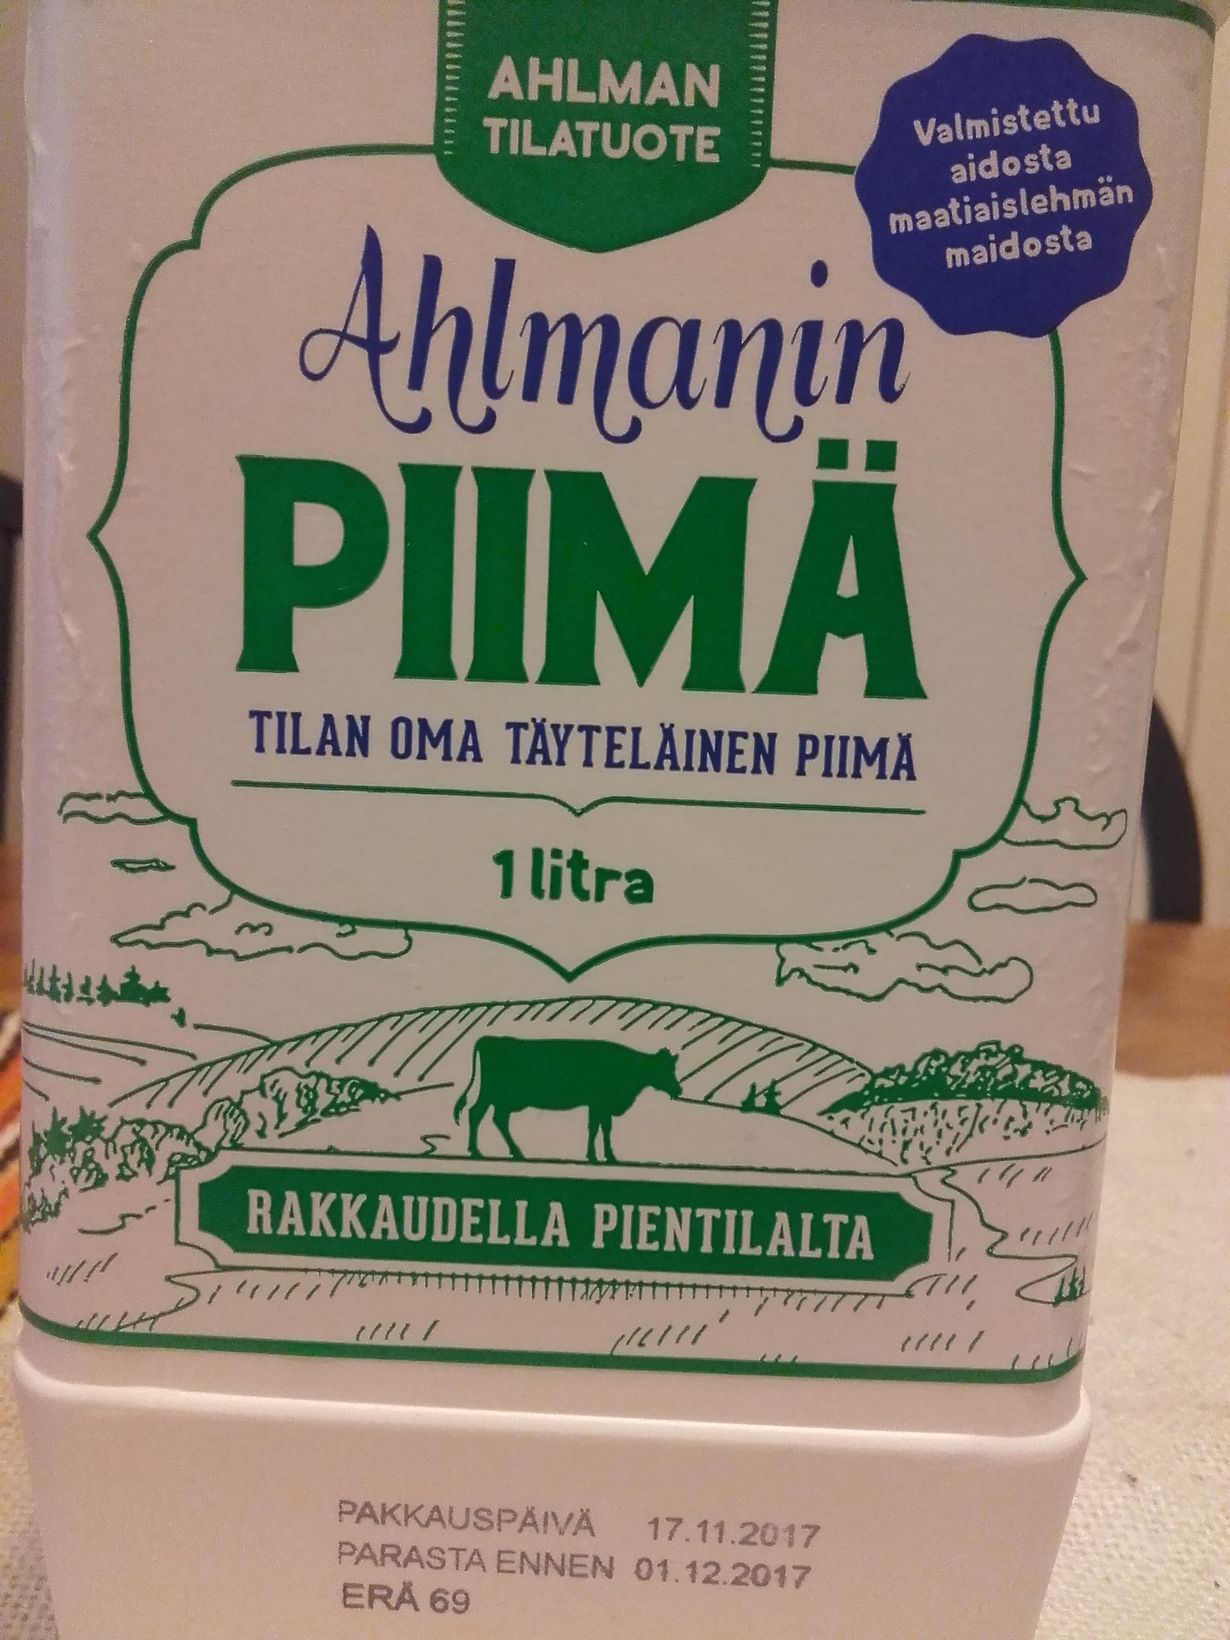 AHLMAN
TILATUOTE
Valmistettu
aidosta
maatiaislehmän
maidosta
Ahlmanin
PIIMÄ
TILAN OMA TÄYTELÄINEN PIIMÄ
1 litra
RAKKAUDELLA PIENTILALTA
PAKKAUSPÄIVÄ 17.11.2017
PARASTA ENNEN 01.12.2017
ERÄ 69